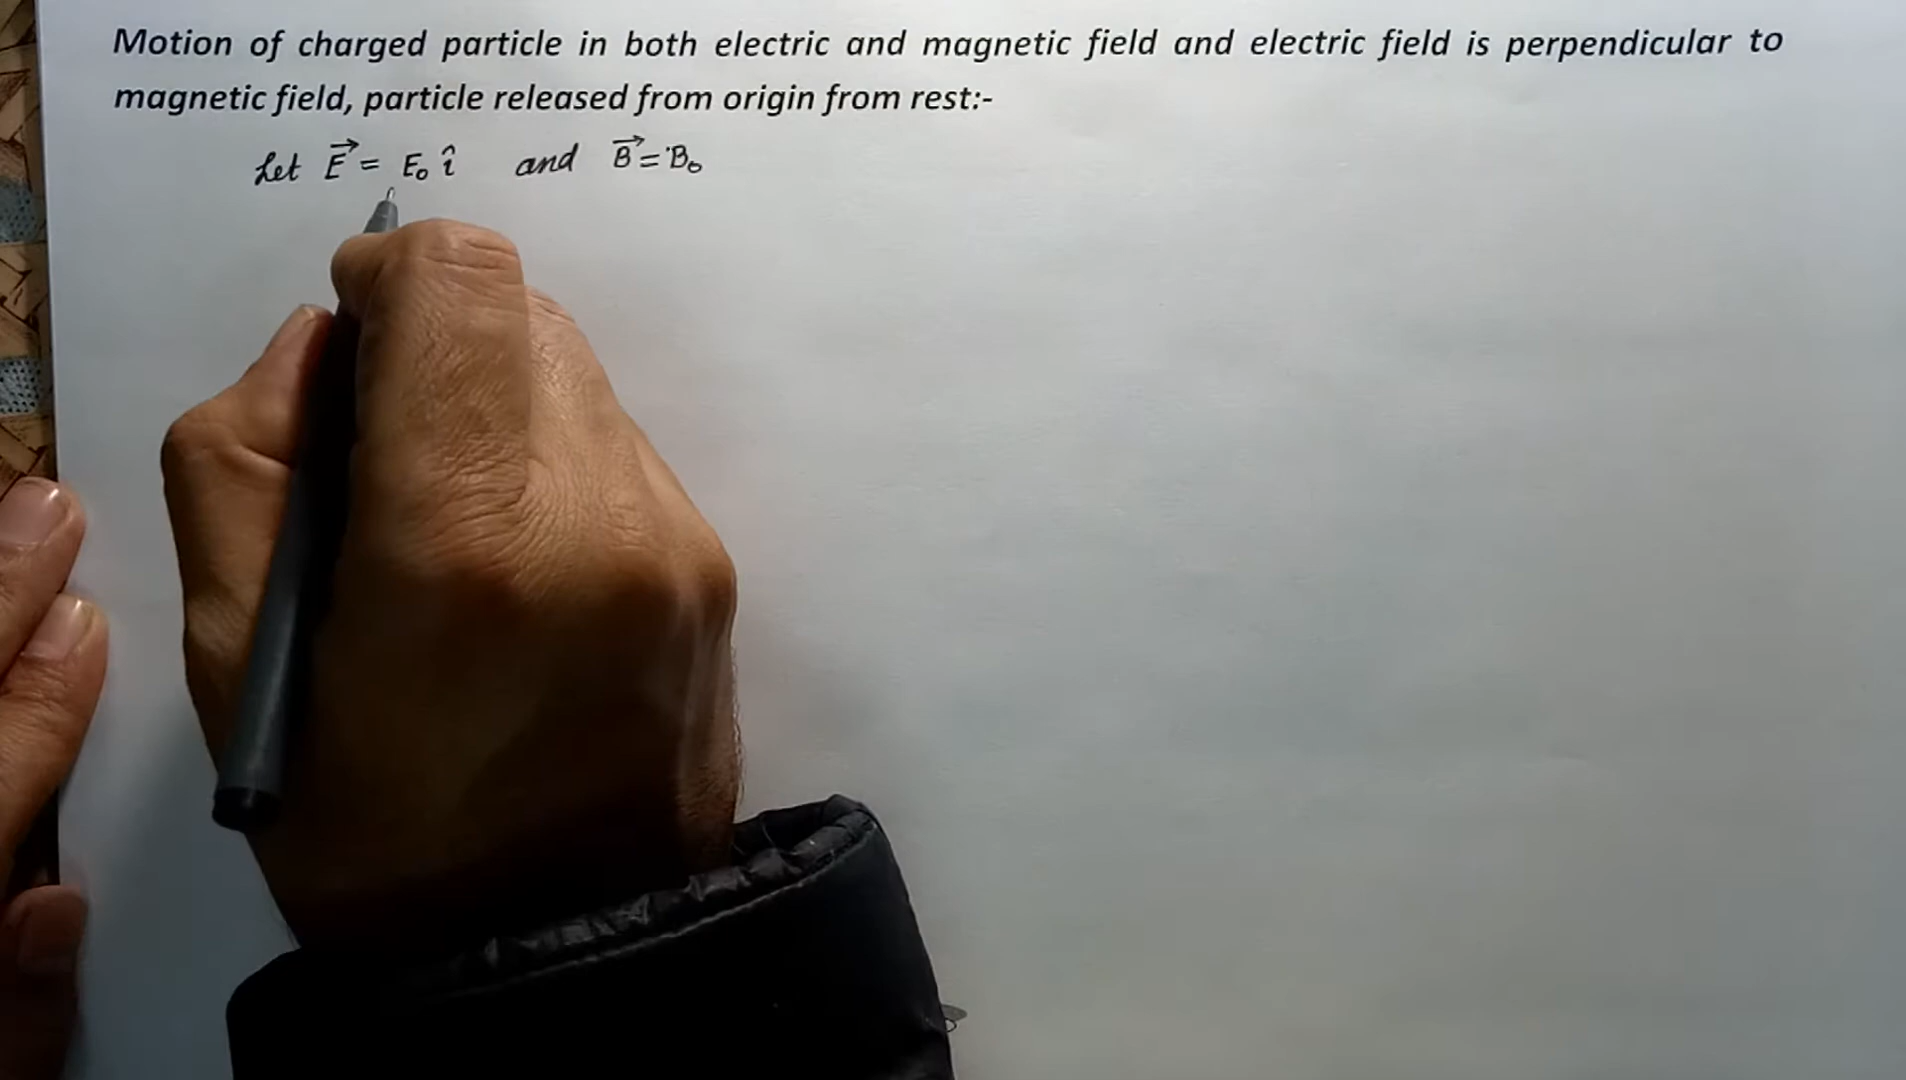 Motion of charged particle in both electric and magnetic field and electric field is perpendicular to
magnetic field, particle released from origin from rest:-
Let E⃗ = E₀ î and B⃗ = B₀